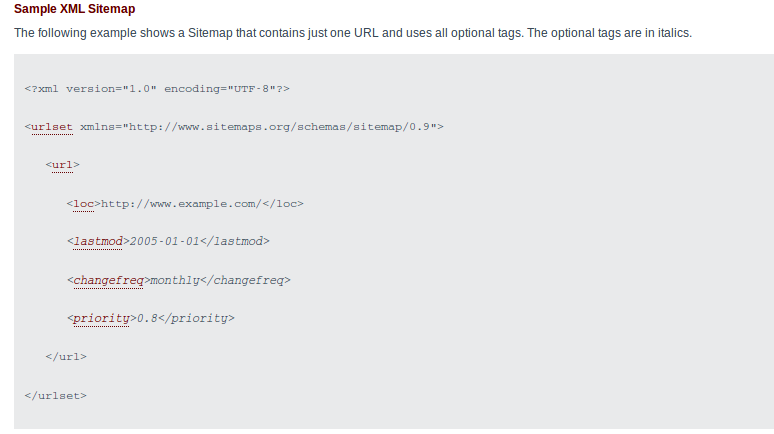 Sample XML Sitemap
The following example shows a Sitemap that contains just one URL and uses all optional tags. The optional tags are in italics.
<?xml version="1.0" encoding="UTF-8"?>
<urlset xmlns="http://www.sitemaps.org/schemas/sitemap/0.9">
<url>
<loc>http://www.example.com/</loc>
<lastmod>2005-01-01</lastmod>
<changefreq>monthly</changefreq>
<priority>0.8</priority>
</url>
</urlset>